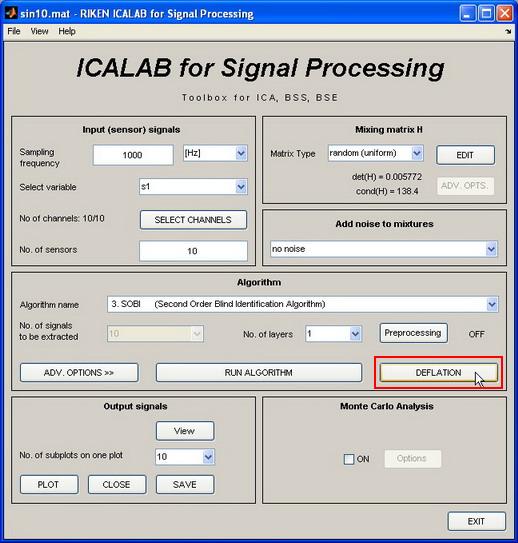 sin10.mat - RIKEN ICALAB for Signal Processing
File View Help
ICALAB for Signal Processing
Toolbox for ICA, BSS, BSE
Input (sensor) signals
Sampling frequency 1000 [Hz]
Select variable s1
No of channels: 10/10 SELECT CHANNELS
No. of sensors 10
Mixing matrix H
Matrix Type random (uniform) EDIT
det(H) = 0.005772
cond(H) = 138.4 ADV. OPTS.
Add noise to mixtures
no noise
Algorithm
Algorithm name 3. SOBI (Second Order Blind Identification Algorithm)
No. of signals
to be extracted 10 No. of layers 1 Preprocessing OFF
ADV. OPTIONS >> RUN ALGORITHM DEFLATION
Output signals
View
No. of subplots on one plot 10
PLOT CLOSE SAVE
Monte Carlo Analysis
ON Options
EXIT